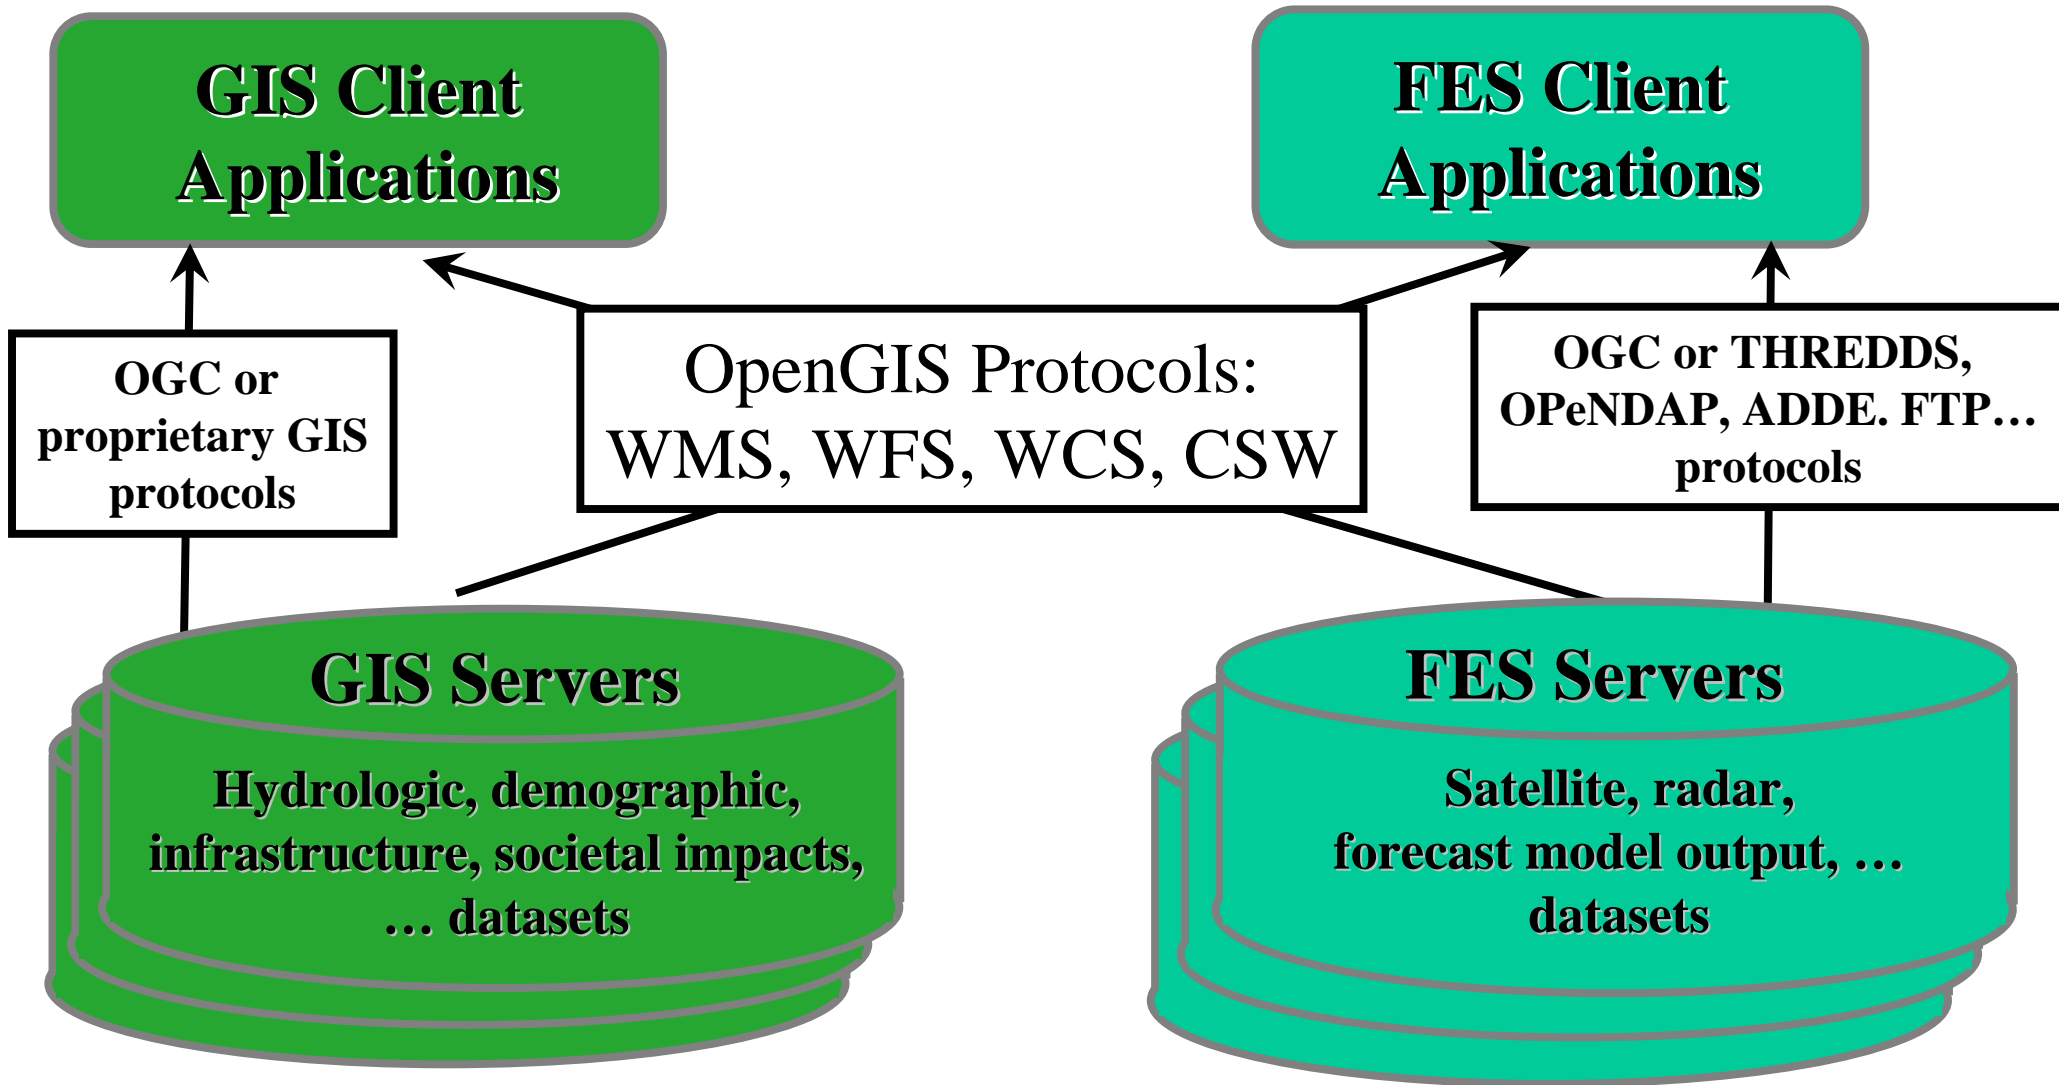 GIS Client
Applications
FES Client
Applications
OGC or
proprietary GIS
protocols
OpenGIS Protocols:
WMS, WFS, WCS, CSW
OGC or THREDDS,
OPeNDAP, ADDE. FTP…
protocols
GIS Servers
Hydrologic, demographic,
infrastructure, societal impacts,
… datasets
FES Servers
Satellite, radar,
forecast model output, …
datasets